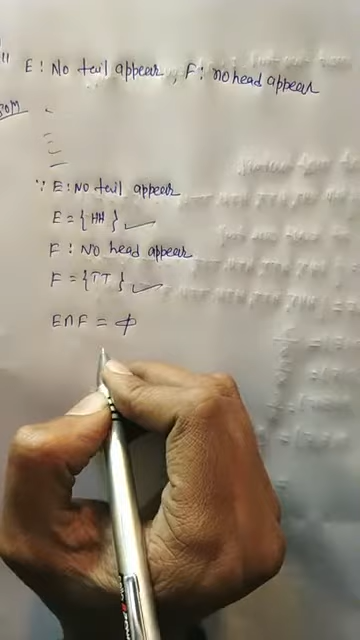 E : No tail appear, F : no head appear
∵ E : No tail appear
E = {HH}
F : No head appear
F = {TT}
E∩F = ϕ